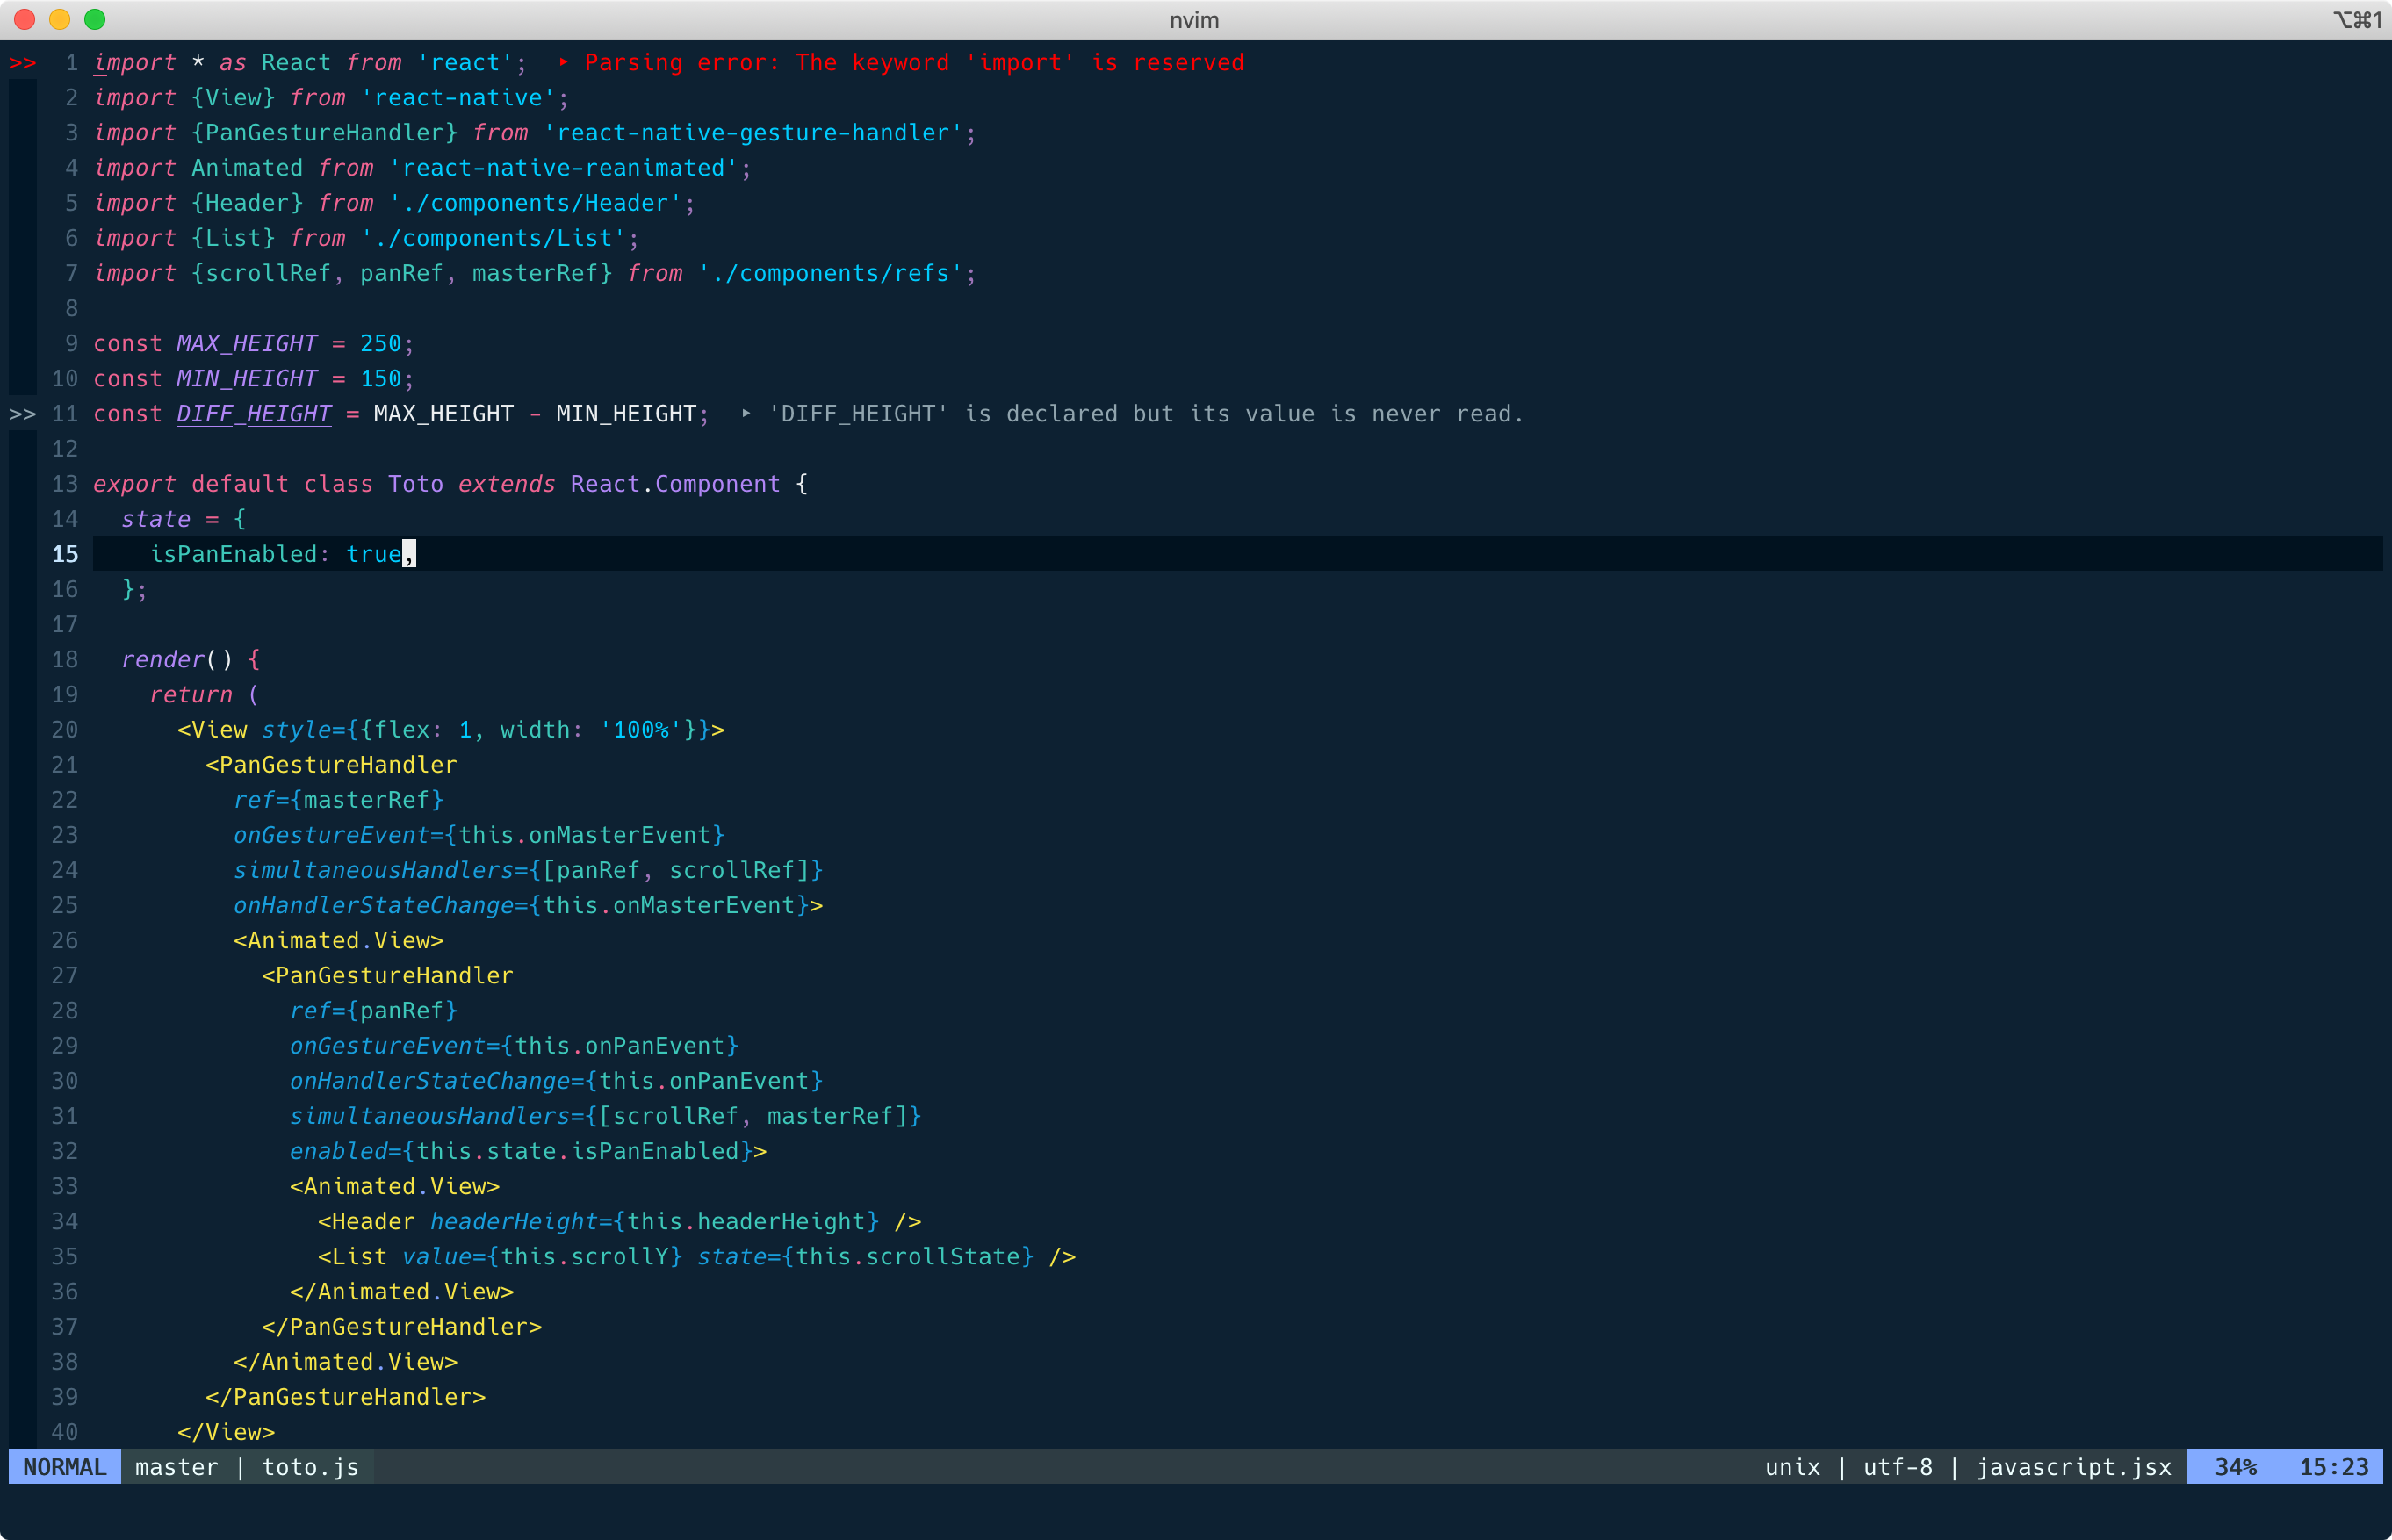 nvim
⌥⌘1
>> 1 import * as React from 'react';  ‣ Parsing error: The keyword 'import' is reserved
2 import {View} from 'react-native';
3 import {PanGestureHandler} from 'react-native-gesture-handler';
4 import Animated from 'react-native-reanimated';
5 import {Header} from './components/Header';
6 import {List} from './components/List';
7 import {scrollRef, panRef, masterRef} from './components/refs';
8
9 const MAX_HEIGHT = 250;
10 const MIN_HEIGHT = 150;
>> 11 const DIFF_HEIGHT = MAX_HEIGHT - MIN_HEIGHT;  ‣ 'DIFF_HEIGHT' is declared but its value is never read.
12
13 export default class Toto extends React.Component {
14   state = {
15     isPanEnabled: true,
16   };
17
18   render() {
19     return (
20       <View style={{flex: 1, width: '100%'}}>
21         <PanGestureHandler
22           ref={masterRef}
23           onGestureEvent={this.onMasterEvent}
24           simultaneousHandlers={[panRef, scrollRef]}
25           onHandlerStateChange={this.onMasterEvent}>
26           <Animated.View>
27             <PanGestureHandler
28               ref={panRef}
29               onGestureEvent={this.onPanEvent}
30               onHandlerStateChange={this.onPanEvent}
31               simultaneousHandlers={[scrollRef, masterRef]}
32               enabled={this.state.isPanEnabled}>
33               <Animated.View>
34                 <Header headerHeight={this.headerHeight} />
35                 <List value={this.scrollY} state={this.scrollState} />
36               </Animated.View>
37             </PanGestureHandler>
38           </Animated.View>
39         </PanGestureHandler>
40       </View>
NORMAL master | toto.js unix | utf-8 | javascript.jsx 34% 15:23